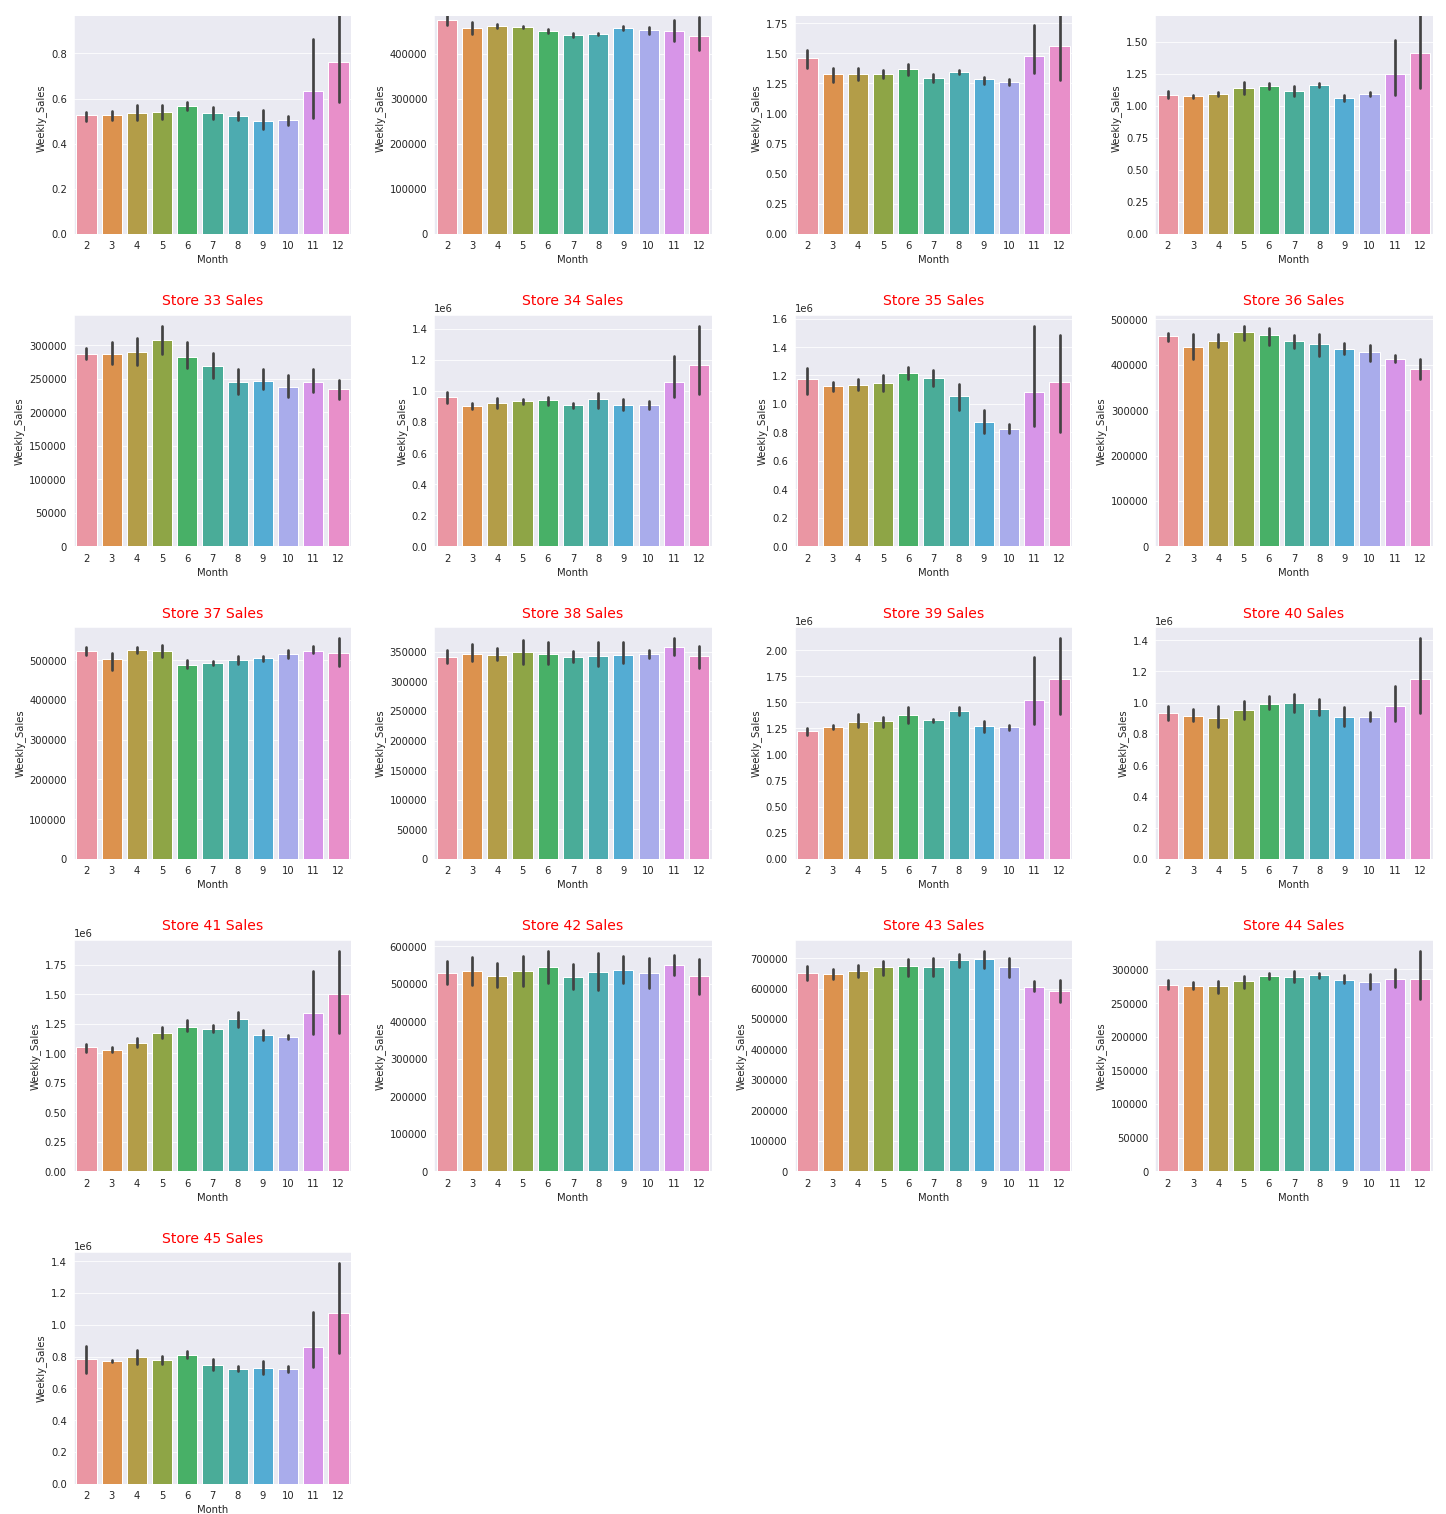 0.8
0.6
0.4
0.2
0.0
Weekly_Sales
2 3 4 5 6 7 8 9 10 11 12
Month
400000
300000
200000
100000
0
Weekly_Sales
2 3 4 5 6 7 8 9 10 11 12
Month
1.75
1.50
1.25
1.00
0.75
0.50
0.25
0.00
Weekly_Sales
2 3 4 5 6 7 8 9 10 11 12
Month
1.50
1.25
1.00
0.75
0.50
0.25
0.00
Weekly_Sales
2 3 4 5 6 7 8 9 10 11 12
Month
Store 33 Sales
300000
250000
200000
150000
100000
50000
0
Weekly_Sales
2 3 4 5 6 7 8 9 10 11 12
Month
Store 34 Sales
1e6
1.4
1.2
1.0
0.8
0.6
0.4
0.2
0.0
Weekly_Sales
2 3 4 5 6 7 8 9 10 11 12
Month
Store 35 Sales
1e6
1.6
1.4
1.2
1.0
0.8
0.6
0.4
0.2
0.0
Weekly_Sales
2 3 4 5 6 7 8 9 10 11 12
Month
Store 36 Sales
500000
400000
300000
200000
100000
0
Weekly_Sales
2 3 4 5 6 7 8 9 10 11 12
Month
Store 37 Sales
500000
400000
300000
200000
100000
0
Weekly_Sales
2 3 4 5 6 7 8 9 10 11 12
Month
Store 38 Sales
350000
300000
250000
200000
150000
100000
50000
0
Weekly_Sales
2 3 4 5 6 7 8 9 10 11 12
Month
Store 39 Sales
1e6
2.00
1.75
1.50
1.25
1.00
0.75
0.50
0.25
0.00
Weekly_Sales
2 3 4 5 6 7 8 9 10 11 12
Month
Store 40 Sales
1e6
1.4
1.2
1.0
0.8
0.6
0.4
0.2
0.0
Weekly_Sales
2 3 4 5 6 7 8 9 10 11 12
Month
Store 41 Sales
1e6
1.75
1.50
1.25
1.00
0.75
0.50
0.25
0.00
Weekly_Sales
2 3 4 5 6 7 8 9 10 11 12
Month
Store 42 Sales
600000
500000
400000
300000
200000
100000
0
Weekly_Sales
2 3 4 5 6 7 8 9 10 11 12
Month
Store 43 Sales
700000
600000
500000
400000
300000
200000
100000
0
Weekly_Sales
2 3 4 5 6 7 8 9 10 11 12
Month
Store 44 Sales
300000
250000
200000
150000
100000
50000
0
Weekly_Sales
2 3 4 5 6 7 8 9 10 11 12
Month
Store 45 Sales
1e6
1.4
1.2
1.0
0.8
0.6
0.4
0.2
0.0
Weekly_Sales
2 3 4 5 6 7 8 9 10 11 12
Month